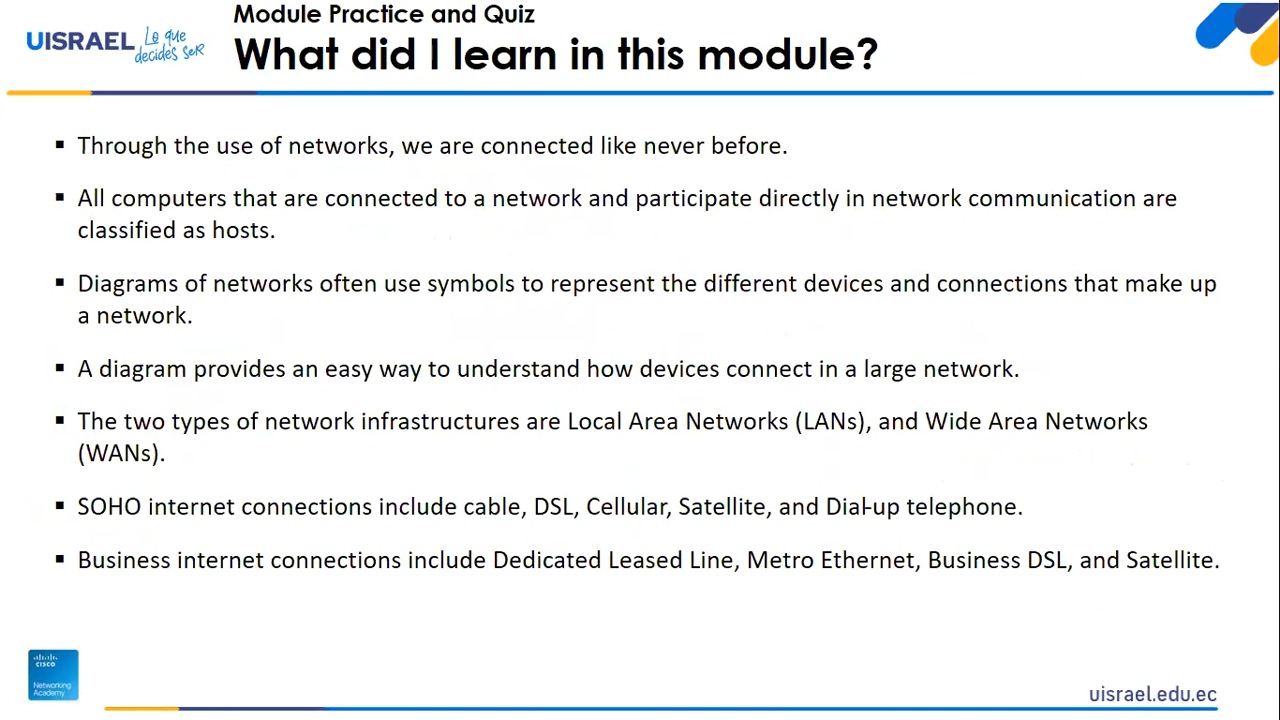 Module Practice and Quiz
UISRAEL Lo que
decides seR
What did I learn in this module?
▪ Through the use of networks, we are connected like never before.
▪ All computers that are connected to a network and participate directly in network communication are
classified as hosts.
▪ Diagrams of networks often use symbols to represent the different devices and connections that make up
a network.
▪ A diagram provides an easy way to understand how devices connect in a large network.
▪ The two types of network infrastructures are Local Area Networks (LANs), and Wide Area Networks
(WANs).
▪ SOHO internet connections include cable, DSL, Cellular, Satellite, and Dial-up telephone.
▪ Business internet connections include Dedicated Leased Line, Metro Ethernet, Business DSL, and Satellite.
CISCO
Networking
Academy
uisrael.edu.ec